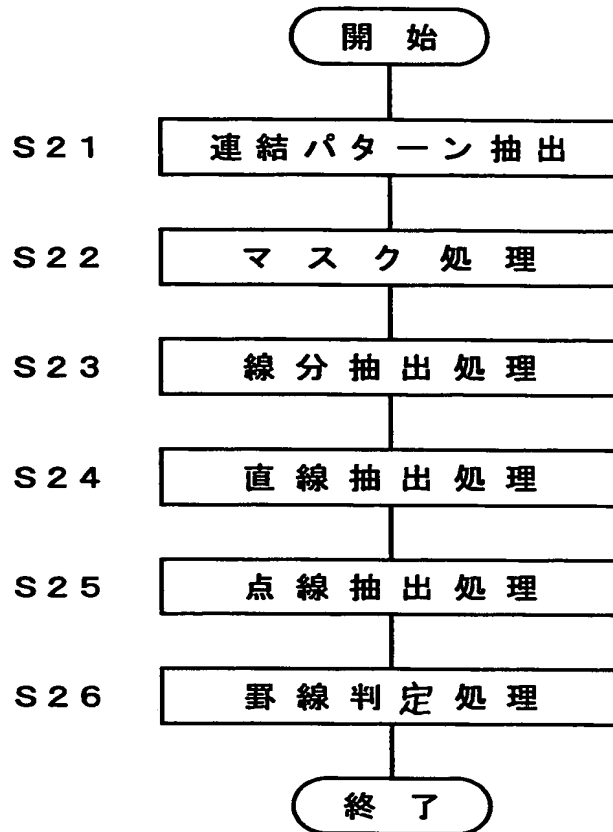 開始
S21 連結パターン抽出
S22 マスク処理
S23 線分抽出処理
S24 直線抽出処理
S25 点線抽出処理
S26 罫線判定処理
終了